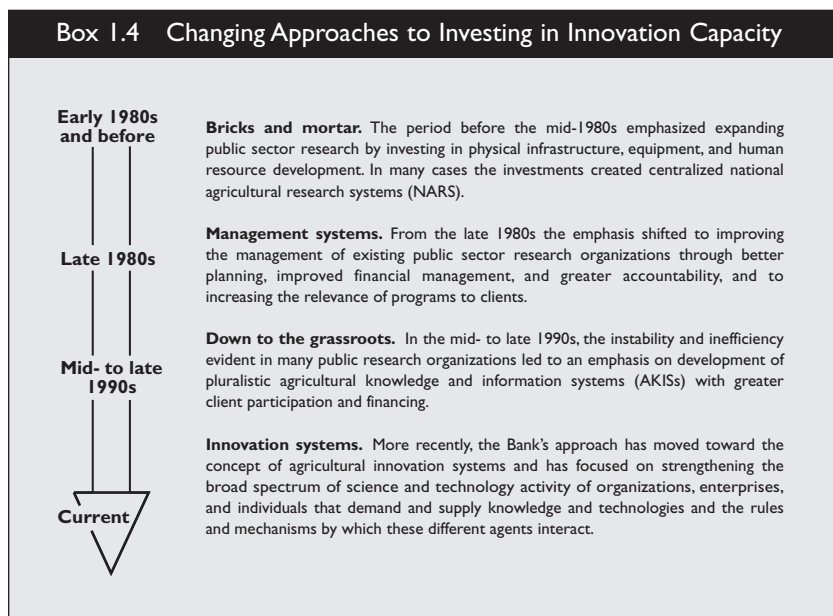 Box 1.4 Changing Approaches to Investing in Innovation Capacity
Early 1980s
and before
Bricks and mortar. The period before the mid-1980s emphasized expanding
public sector research by investing in physical infrastructure, equipment, and human
resource development. In many cases the investments created centralized national
agricultural research systems (NARS).
Late 1980s
Management systems. From the late 1980s the emphasis shifted to improving
the management of existing public sector research organizations through better
planning, improved financial management, and greater accountability, and to
increasing the relevance of programs to clients.
Mid- to late
1990s
Down to the grassroots. In the mid- to late 1990s, the instability and inefficiency
evident in many public research organizations led to an emphasis on development of
pluralistic agricultural knowledge and information systems (AKISs) with greater
client participation and financing.
Current
Innovation systems. More recently, the Bank's approach has moved toward the
concept of agricultural innovation systems and has focused on strengthening the
broad spectrum of science and technology activity of organizations, enterprises,
and individuals that demand and supply knowledge and technologies and the rules
and mechanisms by which these different agents interact.